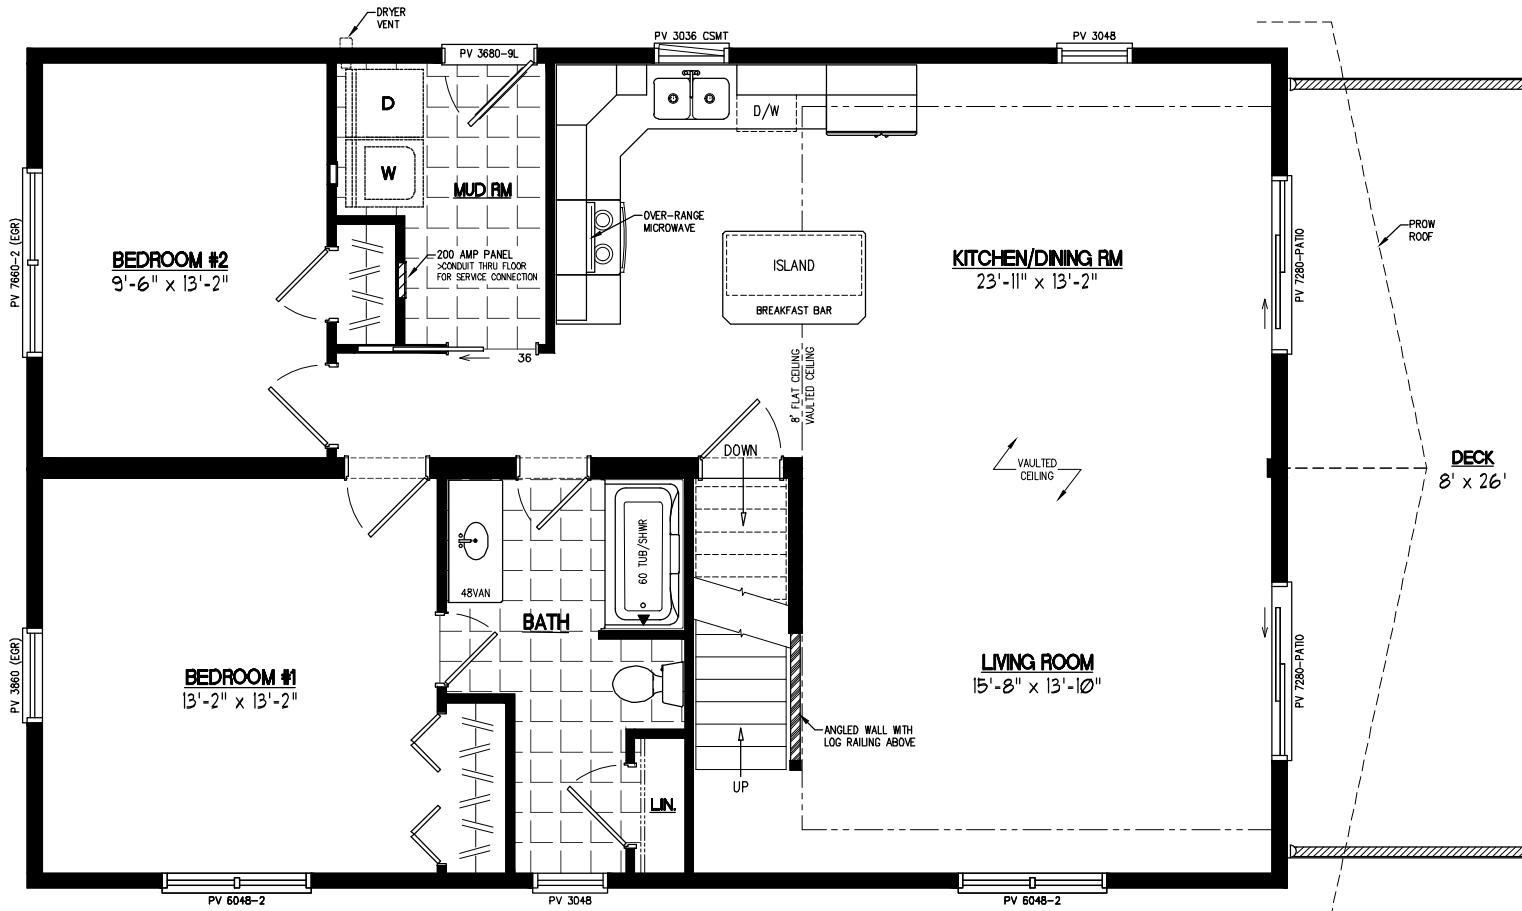 DRYER
VENT
PV 3680-9L
PV 3036 CSMT
PV 3048
D
W
D/W
MUD RM
OVER-RANGE
MICROWAVE
PROW
ROOF
PV 7660-2 (EGR)
BEDROOM #2
9'-6" x 13'-2"
200 AMP PANEL
>CONDUIT THRU FLOOR
FOR SERVICE CONNECTION
ISLAND
BREAKFAST BAR
KITCHEN/DINING RM
23'-11" x 13'-2"
PV 7280-PATIO
36
8' FLAT CEILING
VAULTED CEILING
DOWN
VAULTED
CEILING
DECK
8' x 26'
60 TUB/SHWR
48VAN
BATH
PV 3860 (EGR)
BEDROOM #1
13'-2" x 13'-2"
LIVING ROOM
15'-8" x 13'-10"
PV 7280-PATIO
ANGLED WALL WITH
LOG RAILING ABOVE
UP
LIN.
PV 6048-2
PV 3048
PV 6048-2